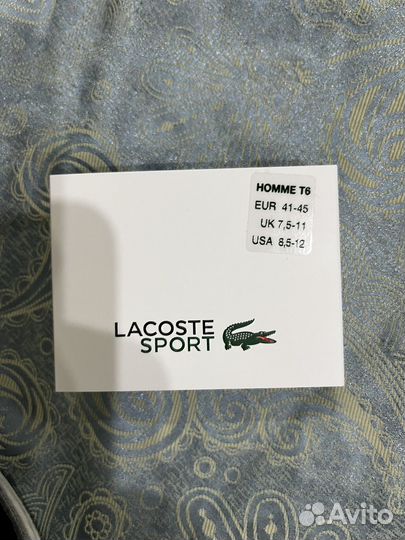 HOMME T6
EUR 41-45
UK 7,5-11
USA 8,5-12
LACOSTE
SPORT
Avito